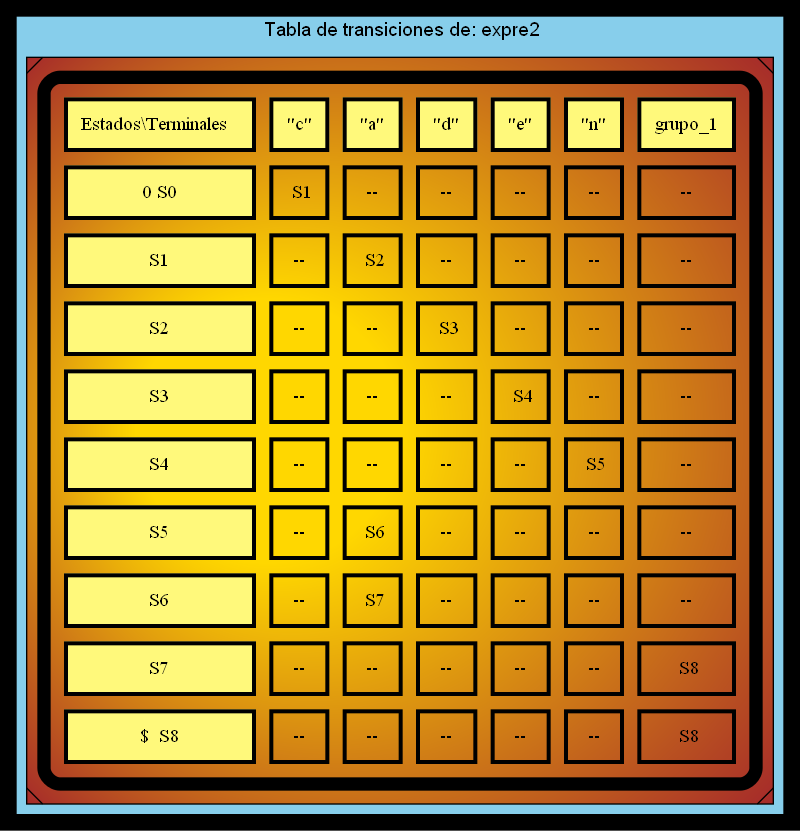 Tabla de transiciones de: expre2
Estados\Terminales "c" "a" "d" "e" "n" grupo_1
0 S0 S1 -- -- -- -- --
S1 -- S2 -- -- -- --
S2 -- -- S3 -- -- --
S3 -- -- -- S4 -- --
S4 -- -- -- -- S5 --
S5 -- S6 -- -- -- --
S6 -- S7 -- -- -- --
S7 -- -- -- -- -- S8
$ S8 -- -- -- -- -- S8